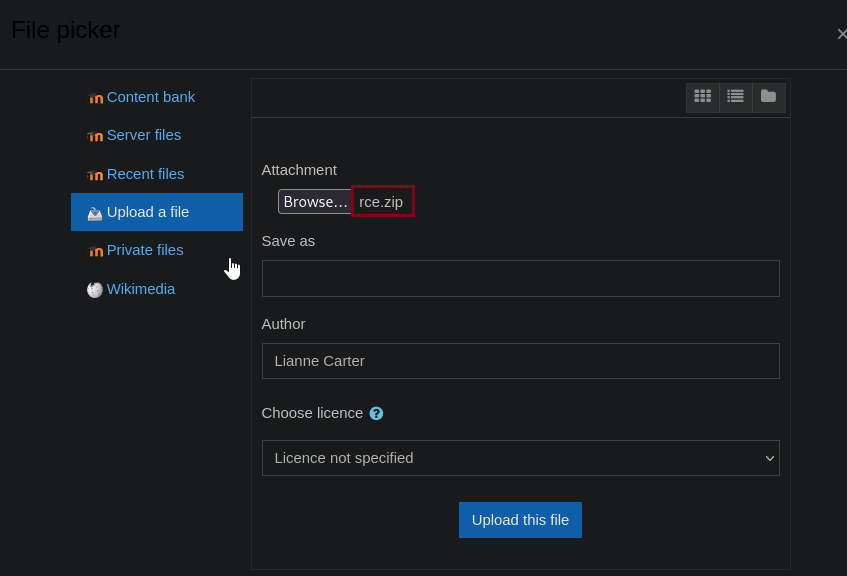 File picker
Content bank
Server files
Recent files
Upload a file
Private files
Wikimedia
Attachment
Browse... rce.zip
Save as
Author
Lianne Carter
Choose licence
Licence not specified
Upload this file